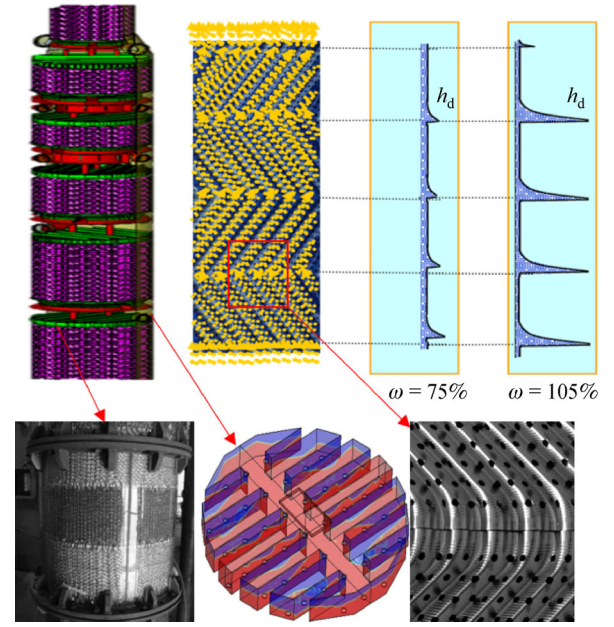 h_d
h_d
ω = 75%
ω = 105%